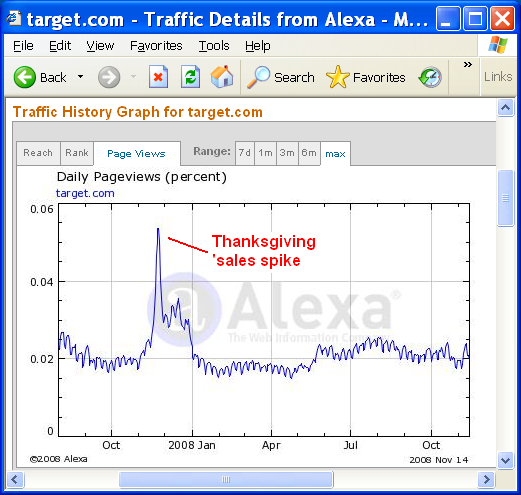 target.com - Traffic Details from Alexa - M...
File Edit View Favorites Tools Help
Back Search Favorites » Links
Traffic History Graph for target.com
Reach Rank Page Views Range: 7d 1m 3m 6m max
Daily Pageviews (percent)
target.com
0.06
Thanksgiving
'sales spike
0.04
a Alexa®
The Web Information Company
0.02
0
Oct 2008 Jan Apr Jul Oct
©2008 Alexa 2008 Nov 14